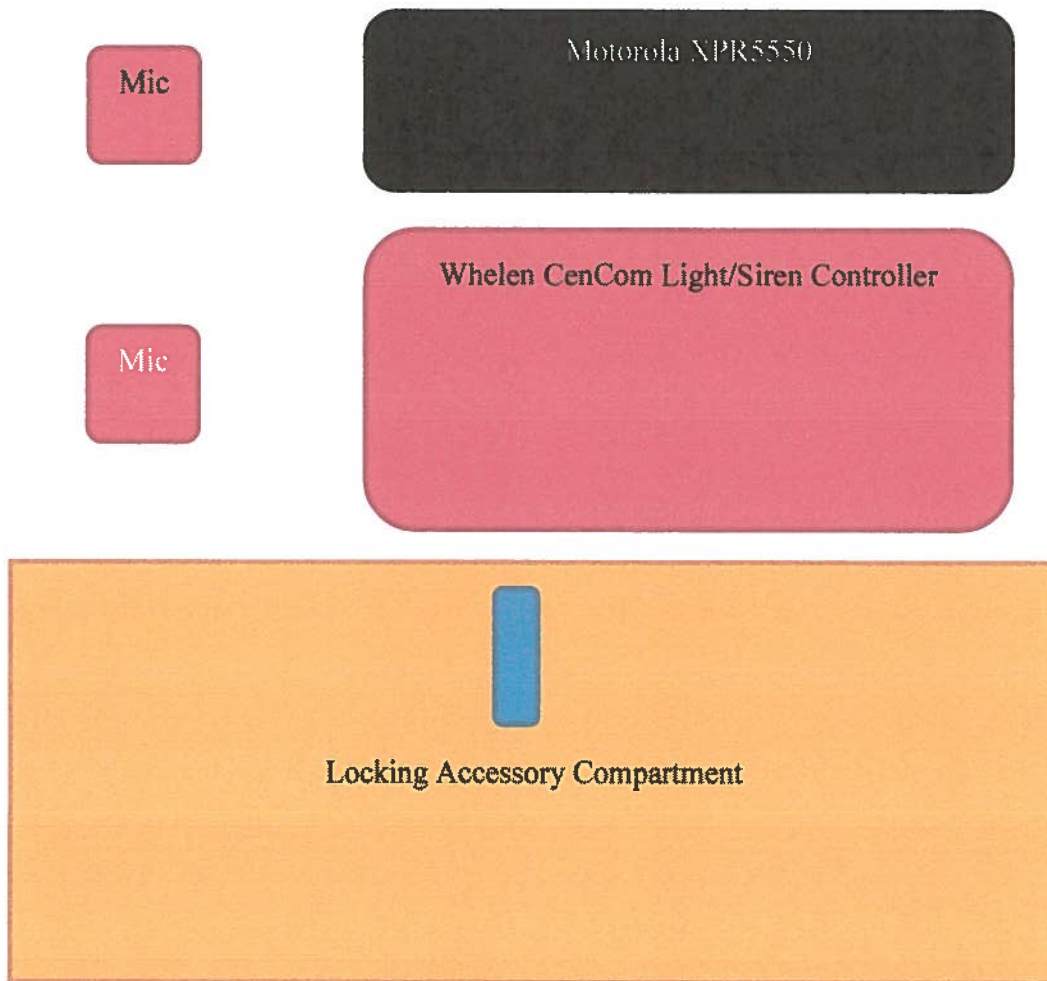 Mic
Motorola XPR5550
Whelen CenCom Light/Siren Controller
Mic
Locking Accessory Compartment